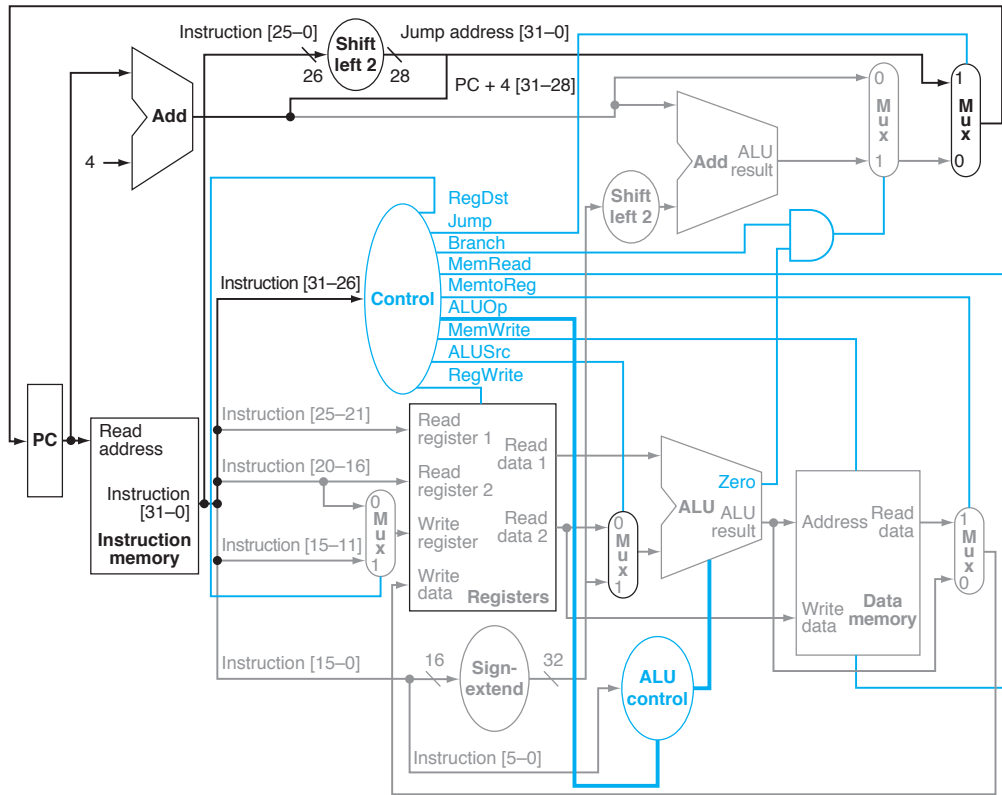 Instruction [25–0]
Shift
left 2
Jump address [31–0]
26
28
PC + 4 [31–28]
Add
4
0
M
u
x
1
1
M
u
x
0
Add
ALU
result
Shift
left 2
RegDst
Jump
Branch
MemRead
MemtoReg
ALUOp
MemWrite
ALUSrc
RegWrite
Instruction [31–26]
Control
PC
Read
address
Instruction
[31–0]
Instruction
memory
Instruction [25–21]
Instruction [20–16]
Instruction [15–11]
0
M
u
x
1
Read
register 1
Read
register 2
Write
register
Write
data
Read
data 1
Read
data 2
Registers
0
M
u
x
1
Zero
ALU
ALU
result
Address
Read
data
Write
data
Data
memory
1
M
u
x
0
Instruction [15–0]
16
Sign-
extend
32
ALU
control
Instruction [5–0]